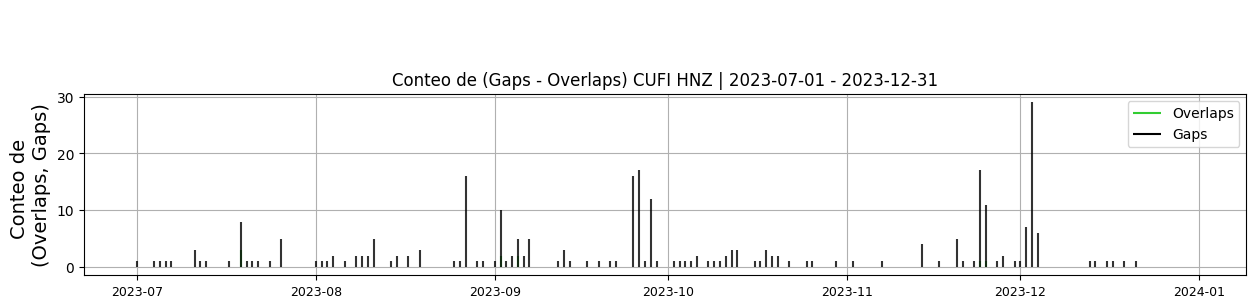 Conteo de (Gaps - Overlaps) CUFI HNZ | 2023-07-01 - 2023-12-31
Conteo de
(Overlaps, Gaps)
30
20
10
0
Overlaps
Gaps
2023-07
2023-08
2023-09
2023-10
2023-11
2023-12
2024-01